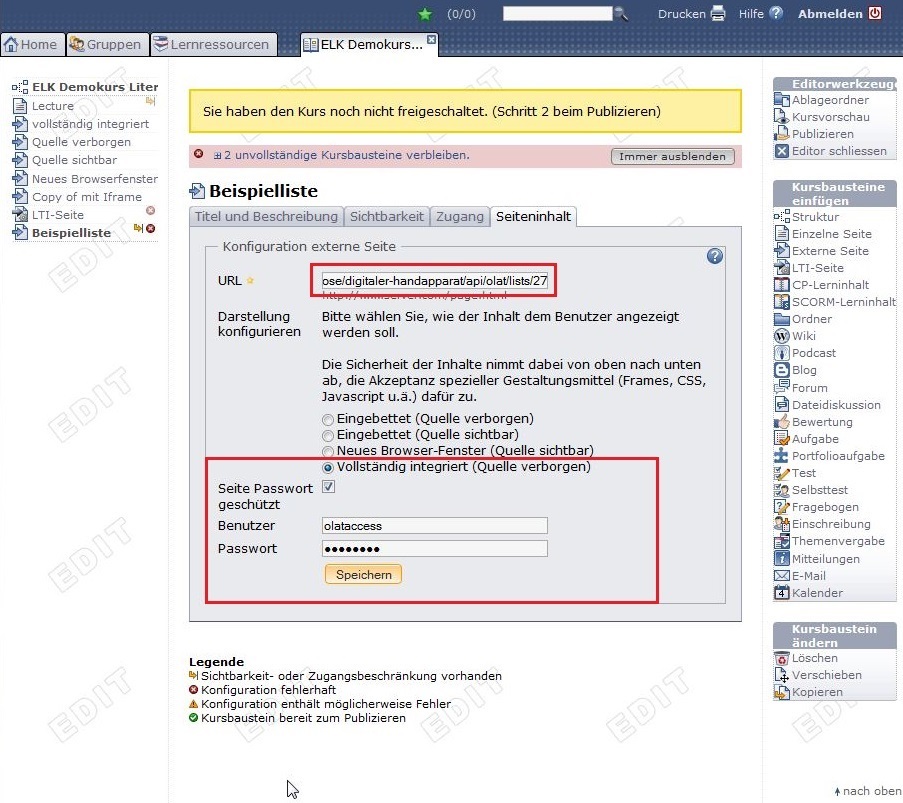 (0/0)
Drucken
Hilfe
Abmelden
Home
Gruppen
Lernressourcen
ELK Demokurs...
ELK Demokurs Liter
Lecture
vollständig integriert
Quelle verborgen
Quelle sichtbar
Neues Browserfenster
Copy of mit Iframe
LTI-Seite
Beispielliste
Sie haben den Kurs noch nicht freigeschaltet. (Schritt 2 beim Publizieren)
2 unvollständige Kursbausteine verbleiben.
Immer ausblenden
Beispielliste
Titel und Beschreibung
Sichtbarkeit
Zugang
Seiteninhalt
Konfiguration externe Seite
URL
ose/digitaler-handapparat/api/olat/lists/27
http://www.server.com/page.html
Darstellung
konfigurieren
Bitte wählen Sie, wie der Inhalt dem Benutzer angezeigt
werden soll.
Die Sicherheit der Inhalte nimmt dabei von oben nach unten
ab, die Akzeptanz spezieller Gestaltungsmittel (Frames, CSS,
Javascript u.ä.) dafür zu.
Eingebettet (Quelle verborgen)
Eingebettet (Quelle sichtbar)
Neues Browser-Fenster (Quelle sichtbar)
Vollständig integriert (Quelle verborgen)
Seite Passwort
geschützt
Benutzer
olataccess
Passwort
••••••••
Speichern
Legende
Sichtbarkeit- oder Zugangsbeschränkung vorhanden
Konfiguration fehlerhaft
Konfiguration enthält möglicherweise Fehler
Kursbaustein bereit zum Publizieren
Editorwerkzeuge
Ablageordner
Kursvorschau
Publizieren
Editor schliessen
Kursbausteine
einfügen
Struktur
Einzelne Seite
Externe Seite
LTI-Seite
CP-Lerninhalt
SCORM-Lerninhalt
Ordner
Wiki
Podcast
Blog
Forum
Dateidiskussion
Bewertung
Aufgabe
Portfolioaufgabe
Test
Selbsttest
Fragebogen
Einschreibung
Themenvergabe
Mitteilungen
E-Mail
Kalender
Kursbaustein
ändern
Löschen
Verschieben
Kopieren
nach oben
EDIT
EDIT
EDIT
EDIT
EDIT
EDIT
EDIT
EDIT